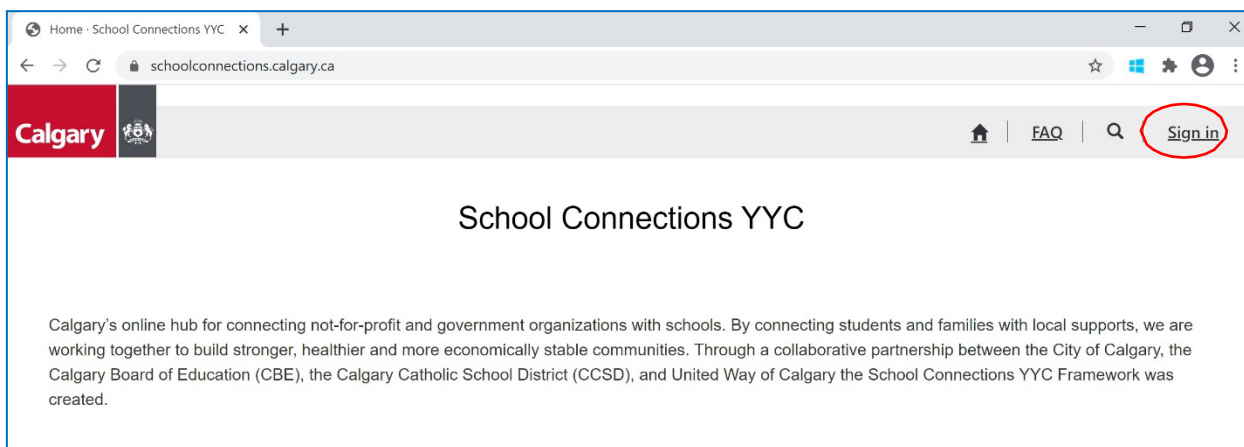 Home · School Connections YYC
schoolconnections.calgary.ca
Calgary
FAQ
Sign in
School Connections YYC
Calgary’s online hub for connecting not-for-profit and government organizations with schools. By connecting students and families with local supports, we are
working together to build stronger, healthier and more economically stable communities. Through a collaborative partnership between the City of Calgary, the
Calgary Board of Education (CBE), the Calgary Catholic School District (CCSD), and United Way of Calgary the School Connections YYC Framework was
created.